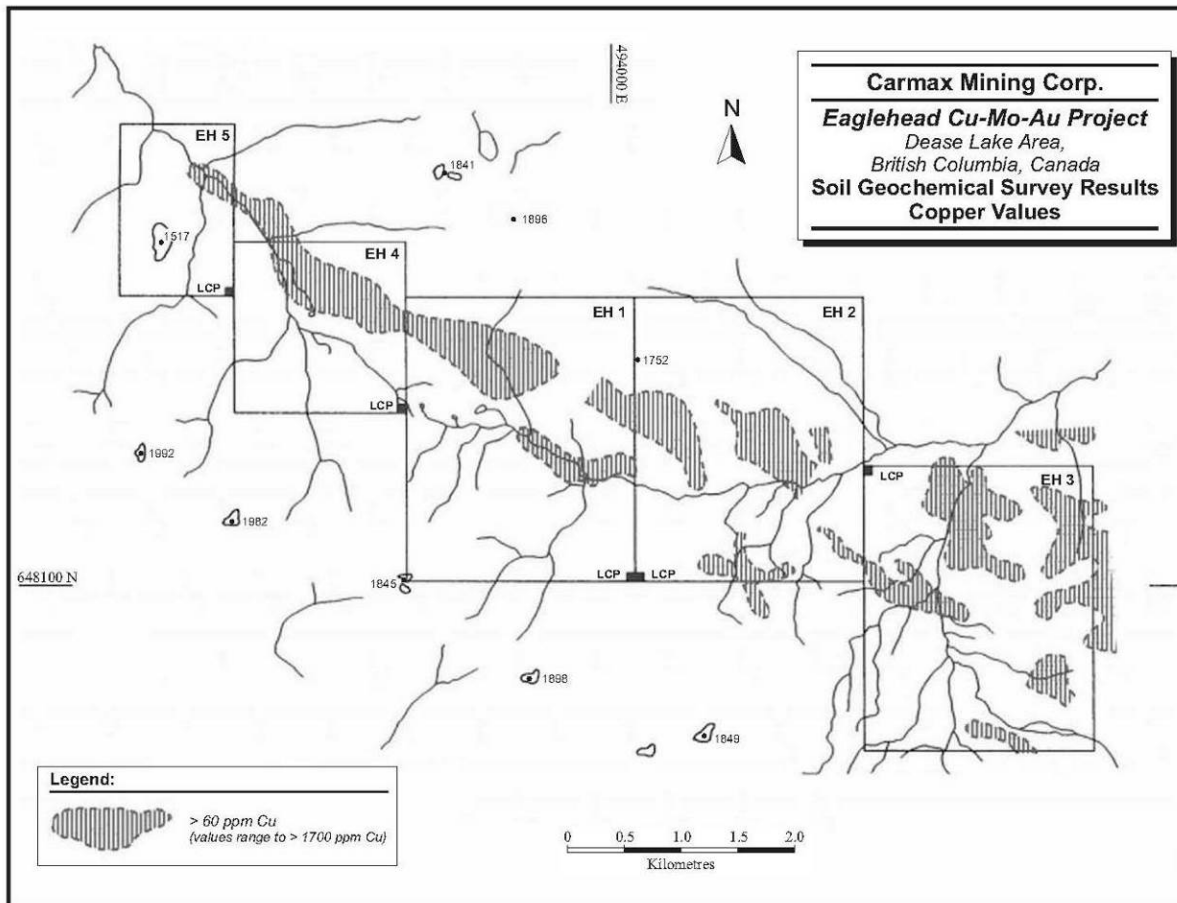 494000 E
N
Carmax Mining Corp.
Eaglehead Cu-Mo-Au Project
Dease Lake Area,
British Columbia, Canada
Soil Geochemical Survey Results
Copper Values
EH 5
1841
1896
1517
EH 4
LCP
EH 1
EH 2
1752
LCP
1992
LCP
EH 3
1982
648100 N
1845
LCP
LCP
1898
1849
Legend:
> 60 ppm Cu
(values range to > 1700 ppm Cu)
0 0.5 1.0 1.5 2.0
Kilometres